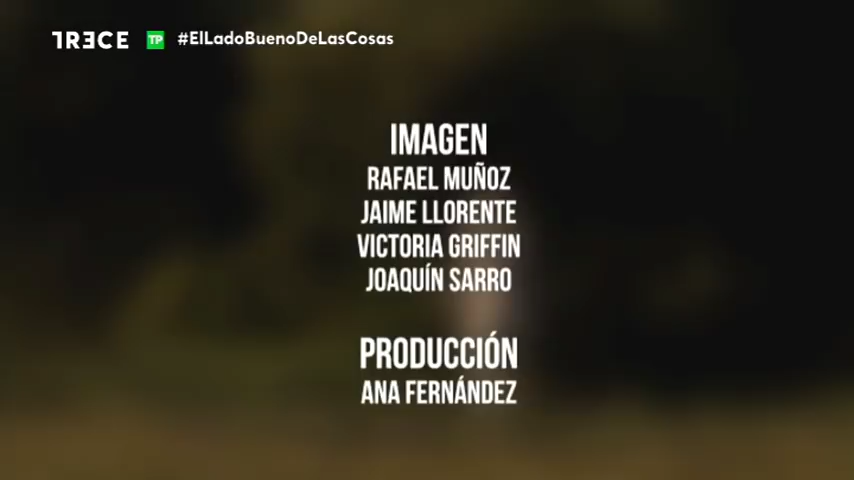 TRECE TP #ElLadoBuenoDeLasCosas
IMAGEN
RAFAEL MUÑOZ
JAIME LLORENTE
VICTORIA GRIFFIN
JOAQUÍN SARRO
PRODUCCIÓN
ANA FERNÁNDEZ